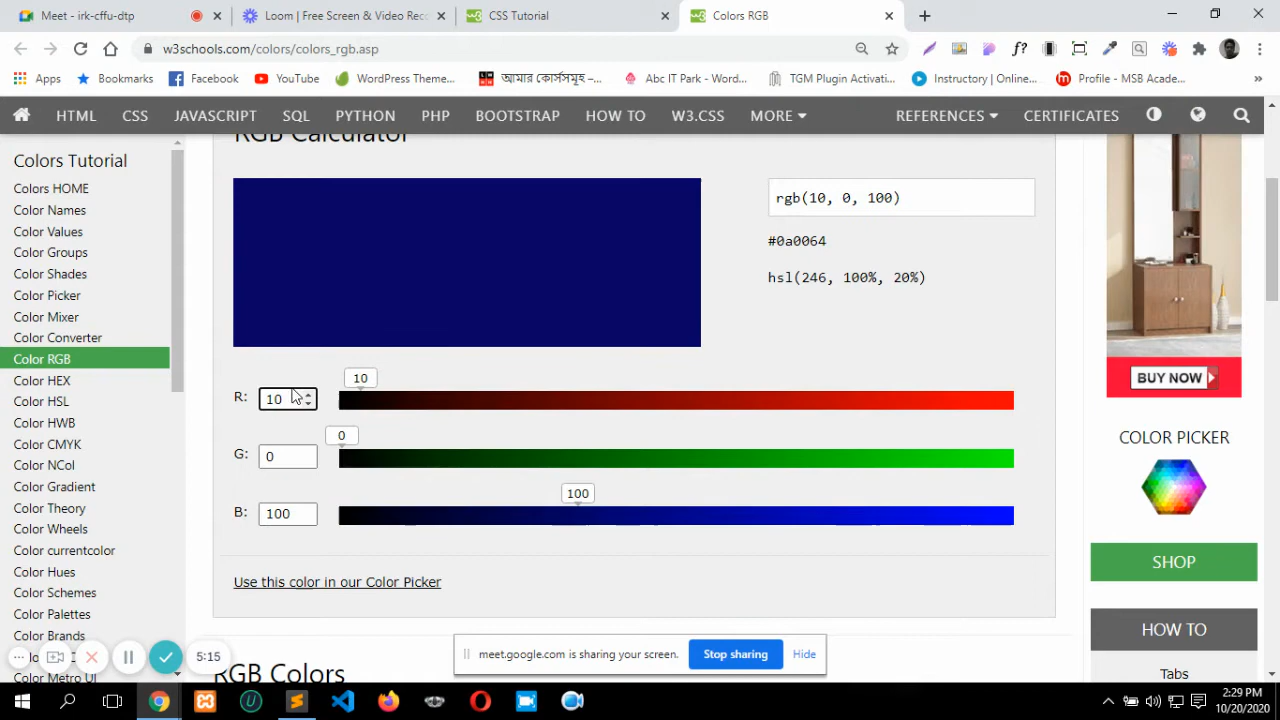 Meet - irk-cffu-dtp
Loom | Free Screen & Video Rec
CSS Tutorial
Colors RGB
w3schools.com/colors/colors_rgb.asp
Apps
Bookmarks
Facebook
YouTube
WordPress Theme...
আমার কোর্সসমূহ –...
Abc IT Park - Wor...
TGM Plugin Activati...
Instructory | Online...
Profile - MSB Acade...
HTML
CSS
JAVASCRIPT
SQL
PYTHON
PHP
BOOTSTRAP
HOW TO
W3.CSS
MORE
REFERENCES
CERTIFICATES
Colors Tutorial
Colors HOME
Color Names
Color Values
Color Groups
Color Shades
Color Picker
Color Mixer
Color Converter
Color RGB
Color HEX
Color HSL
Color HWB
Color CMYK
Color NCol
Color Gradient
Color Theory
Color Wheels
Color currentcolor
Color Hues
Color Schemes
Color Palettes
Color Brands
Color Metro UI
RGB Calculator
rgb(10, 0, 100)
#0a0064
hsl(246, 100%, 20%)
10
R: 10
0
G: 0
100
B: 100
Use this color in our Color Picker
RGB Colors
BUY NOW
COLOR PICKER
SHOP
HOW TO
Tabs
5:15
meet.google.com is sharing your screen.
Stop sharing
Hide
2:29 PM
10/20/2020